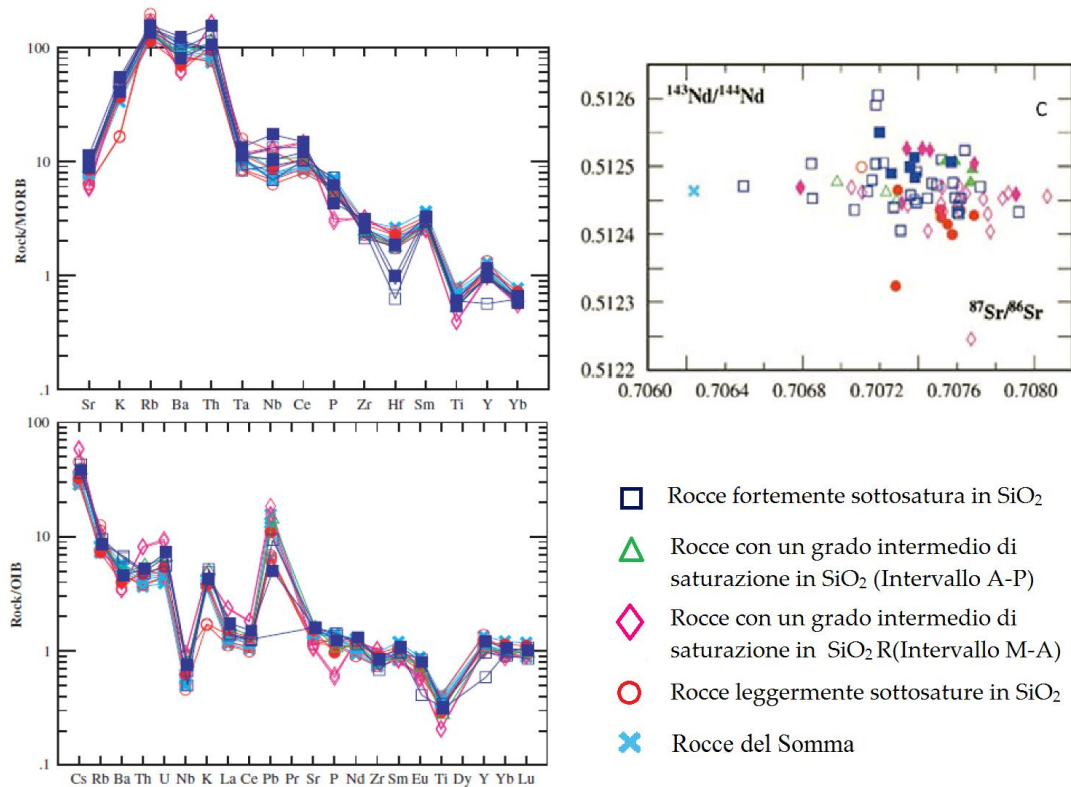 100
10
1
.1
Rock/MORB
Sr K Rb Ba Th Ta Nb Ce P Zr Hf Sm Ti Y Yb
100
10
1
.1
Rock/OIB
Cs Rb Ba Th U Nb K La Ce Pb Pr Sr P Nd Zr Sm Eu Ti Dy Y Yb Lu
¹⁴³Nd/¹⁴⁴Nd
C
0.5126
0.5125
0.5124
0.5123
0.5122
⁸⁷Sr/⁸⁶Sr
0.7060 0.7064 0.7068 0.7072 0.7076 0.7080
Rocce fortemente sottosatura in SiO₂
Rocce con un grado intermedio di
saturazione in SiO₂ (Intervallo A-P)
Rocce con un grado intermedio di
saturazione in SiO₂ R(Intervallo M-A)
Rocce leggermente sottosature in SiO₂
Rocce del Somma